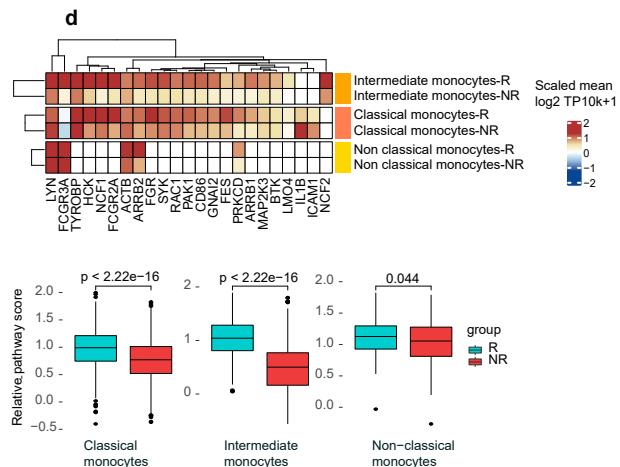 d
Intermediate monocytes-R
Intermediate monocytes-NR
Classical monocytes-R
Classical monocytes-NR
Non classical monocytes-R
Non classical monocytes-NR
Scaled mean
log2 TP10k+1
2
1
0
−1
−2
LYN
FCGR3A
TYROBP
HCK
NCF1
FCGR2A
ACTB
ARRB2
FGR
SYK
RAC1
PAK1
CD86
GNAI2
FES
PRKCD
ARRB1
MAP2K3
BTK
LMO4
IL1B
ICAM1
NCF2
Relative pathway score
p < 2.22e−16
2.0
1.5
1.0
0.5
0.0
−0.5
Classical
monocytes
p < 2.22e−16
2
1
0
Intermediate
monocytes
0.044
2.0
1.5
1.0
0.5
0.0
Non−classical
monocytes
group
R
NR